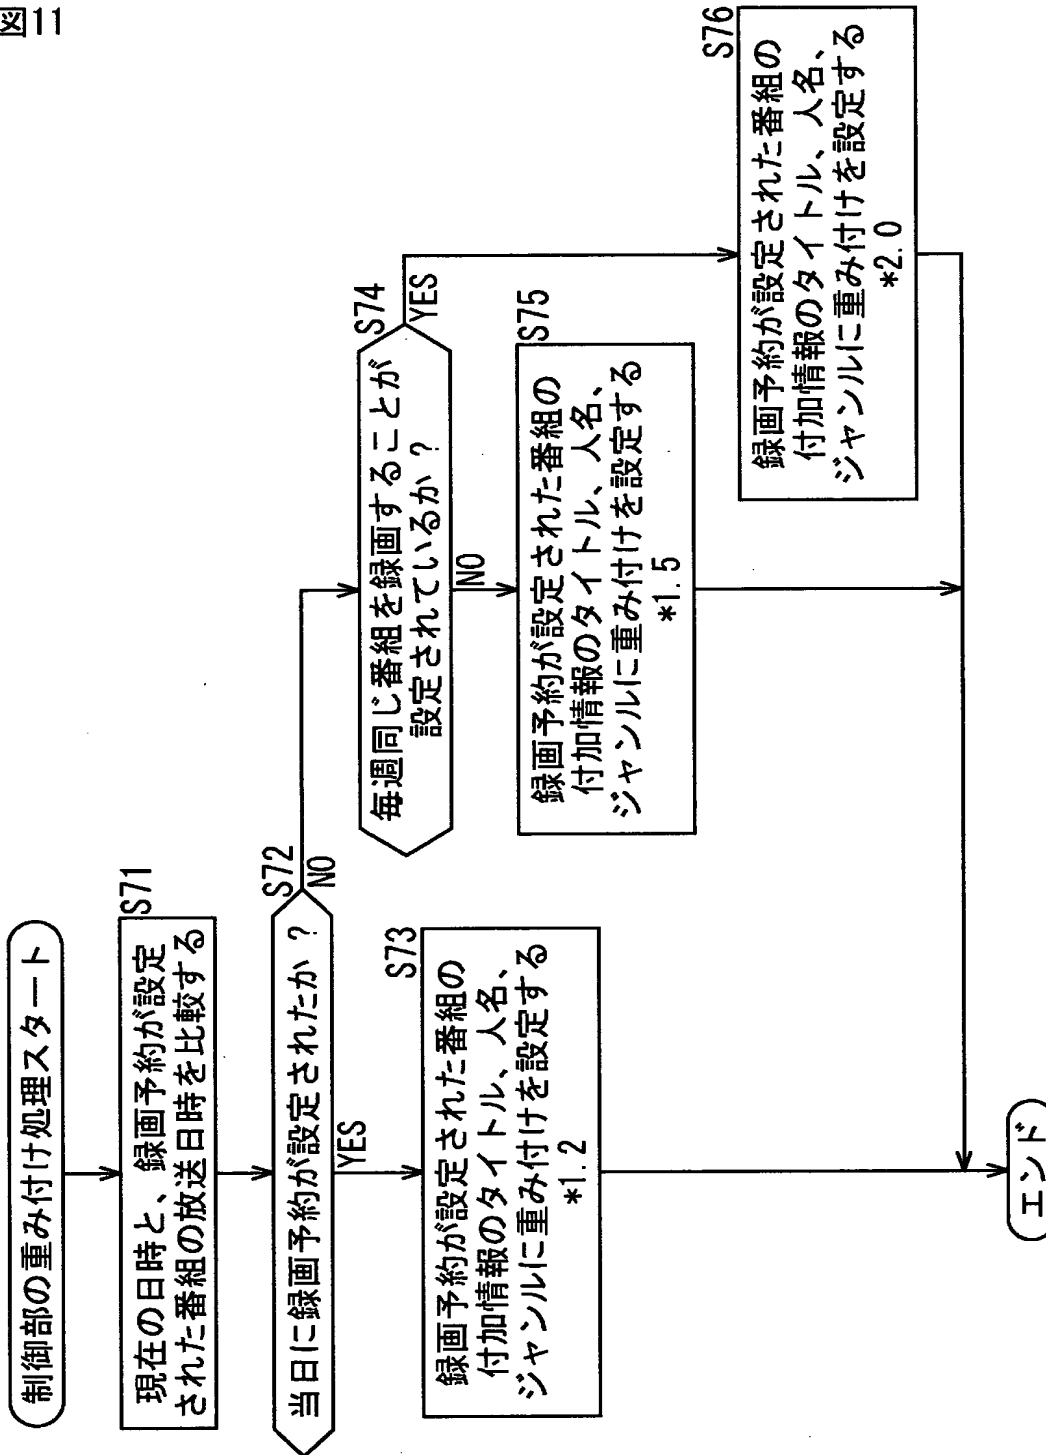 図11
制御部の重み付け処理スタート
S71
現在の日時と、録画予約が設定
された番組の放送日時を比較する
S72
当日に録画予約が設定されたか？
YES
NO
S73
録画予約が設定された番組の
付加情報のタイトル、人名、
ジャンルに重み付けを設定する
*1.2
S74
毎週同じ番組を録画することが
設定されているか？
YES
NO
S75
録画予約が設定された番組の
付加情報のタイトル、人名、
ジャンルに重み付けを設定する
*1.5
S76
録画予約が設定された番組の
付加情報のタイトル、人名、
ジャンルに重み付けを設定する
*2.0
エンド